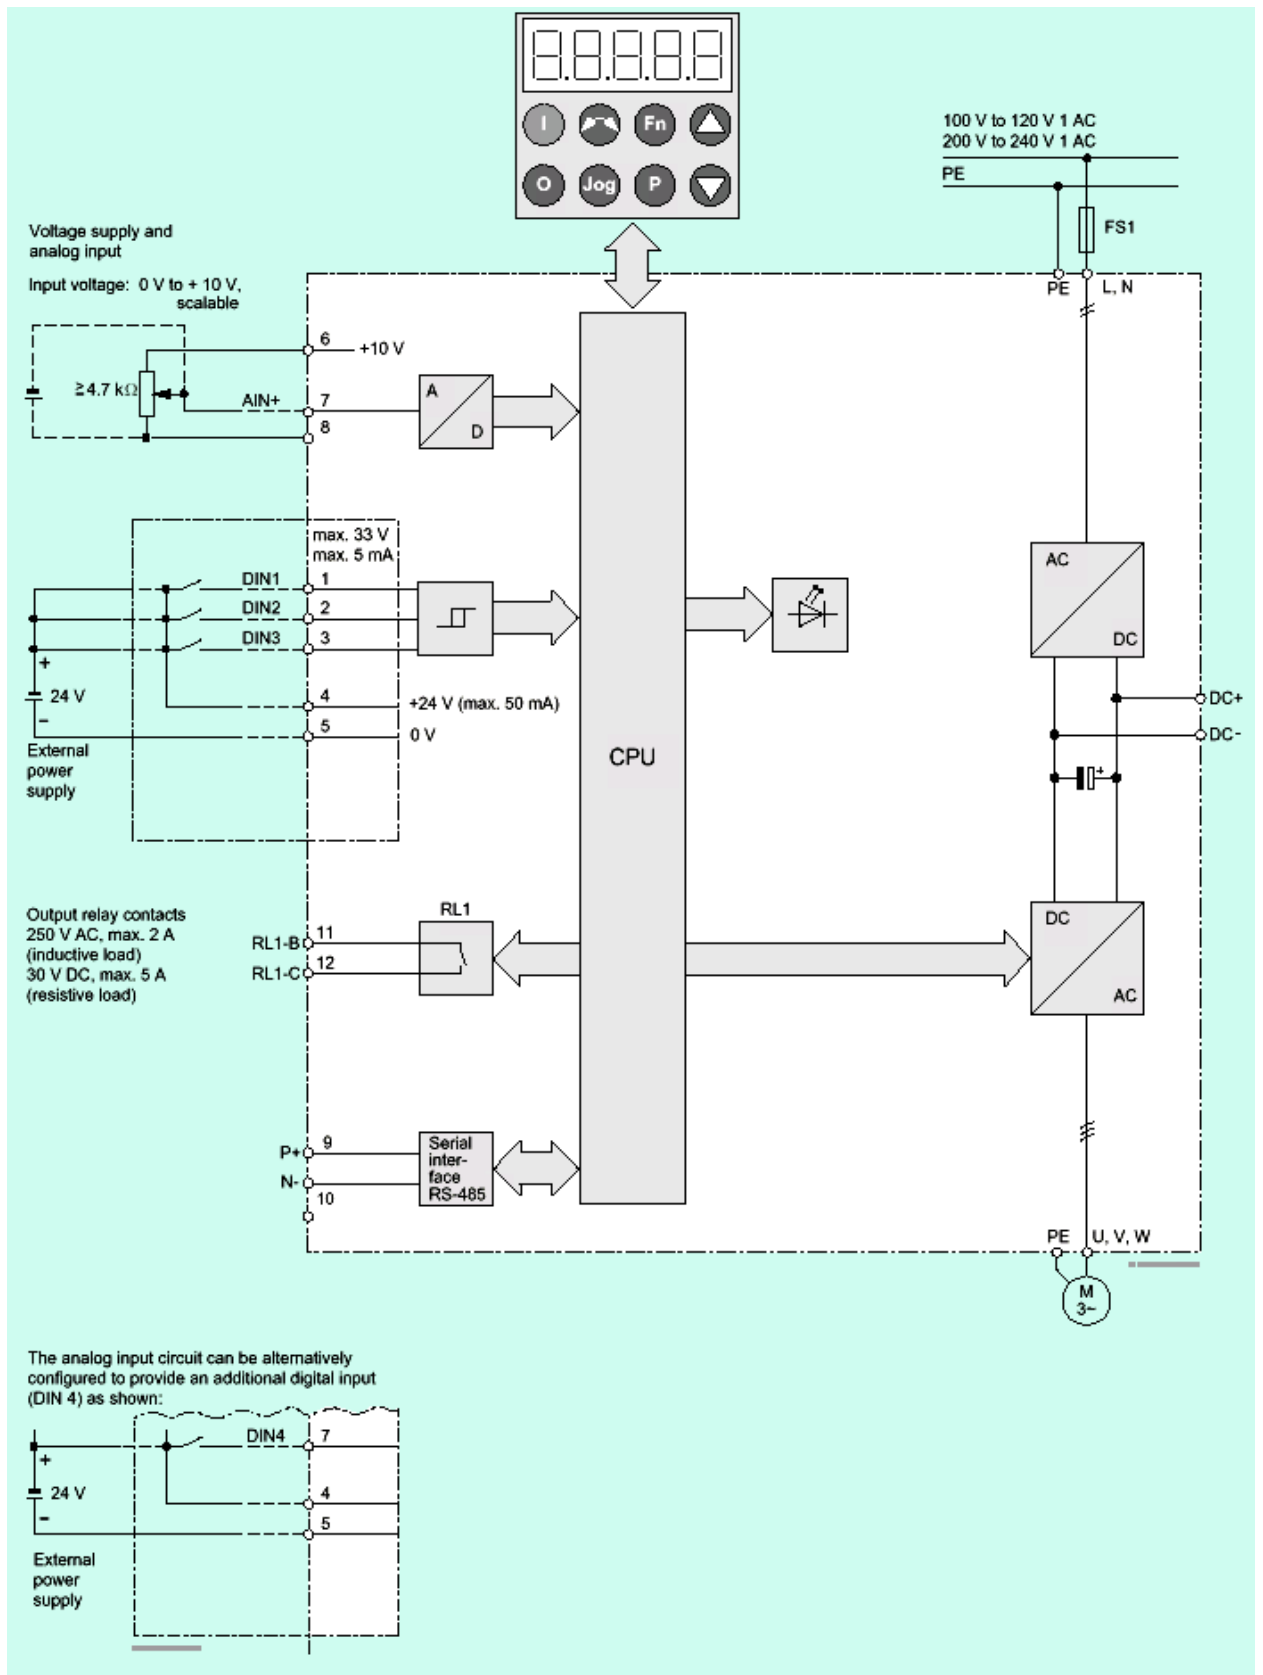 8.8.8.8.8
I
Fn
O
Jog
P
100 V to 120 V 1 AC
200 V to 240 V 1 AC
PE
FS1
PE
L, N
Voltage supply and
analog input
Input voltage: 0 V to + 10 V,
scalable
6
+10 V
≧4.7 kΩ
AIN+
7
8
A
D
max. 33 V
max. 5 mA
DIN1
1
DIN2
2
DIN3
3
+
24 V
−
4
+24 V (max. 50 mA)
5
0 V
External
power
supply
CPU
AC
DC
DC+
DC-
+
Output relay contacts
250 V AC, max. 2 A
(inductive load)
30 V DC, max. 5 A
(resistive load)
RL1
RL1-B
11
RL1-C
12
DC
AC
P+
9
N-
10
Serial
inter-
face
RS-485
PE
U, V, W
M
3~
The analog input circuit can be alternatively
configured to provide an additional digital input
(DIN 4) as shown:
DIN4
7
+
24 V
−
4
5
External
power
supply